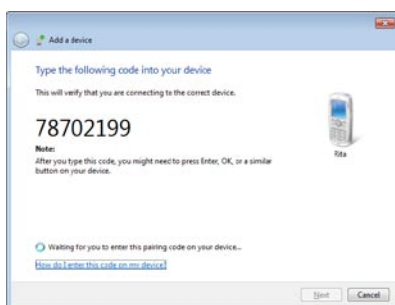 Add a device
Type the following code into your device
This will verify that you are connecting to the correct device.
78702199
Note:
After you type this code, you might need to press Enter, OK, or a similar
button on your device.
Rita
Waiting for you to enter this pairing code on your device...
How do I enter this code on my device?
Next
Cancel